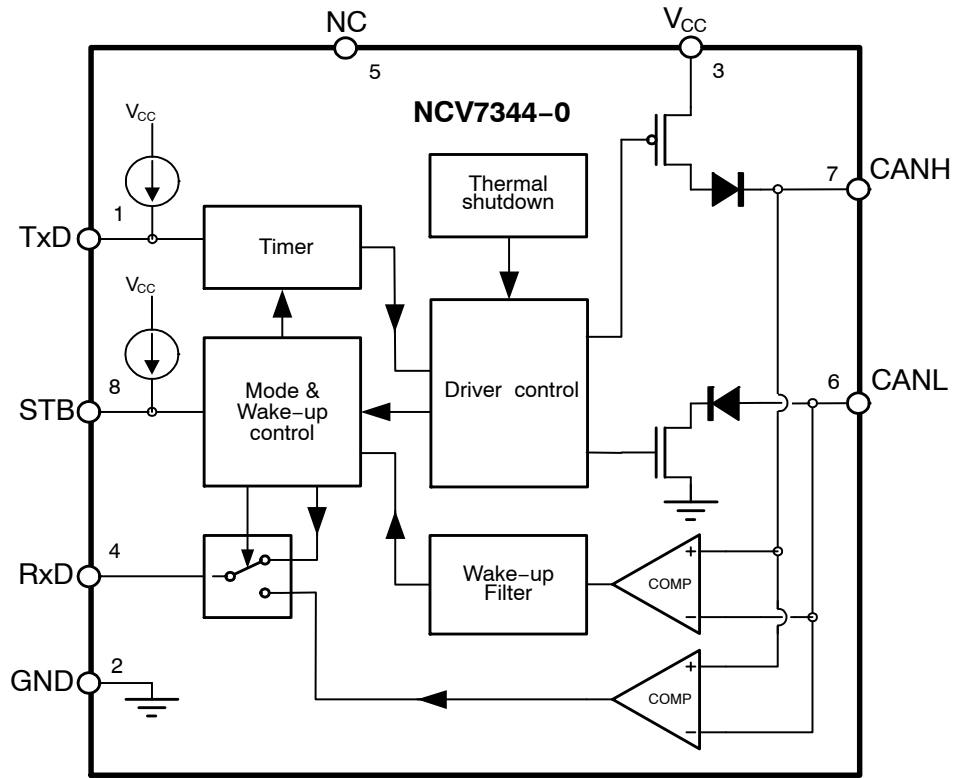 NC
5
VCC
3
NCV7344−0
VCC
Thermal
shutdown
7
CANH
1
TxD
Timer
VCC
8
STB
Mode &
Wake−up
control
Driver control
6
CANL
4
RxD
Wake−up
Filter
+
COMP
−
2
GND
+
COMP
−